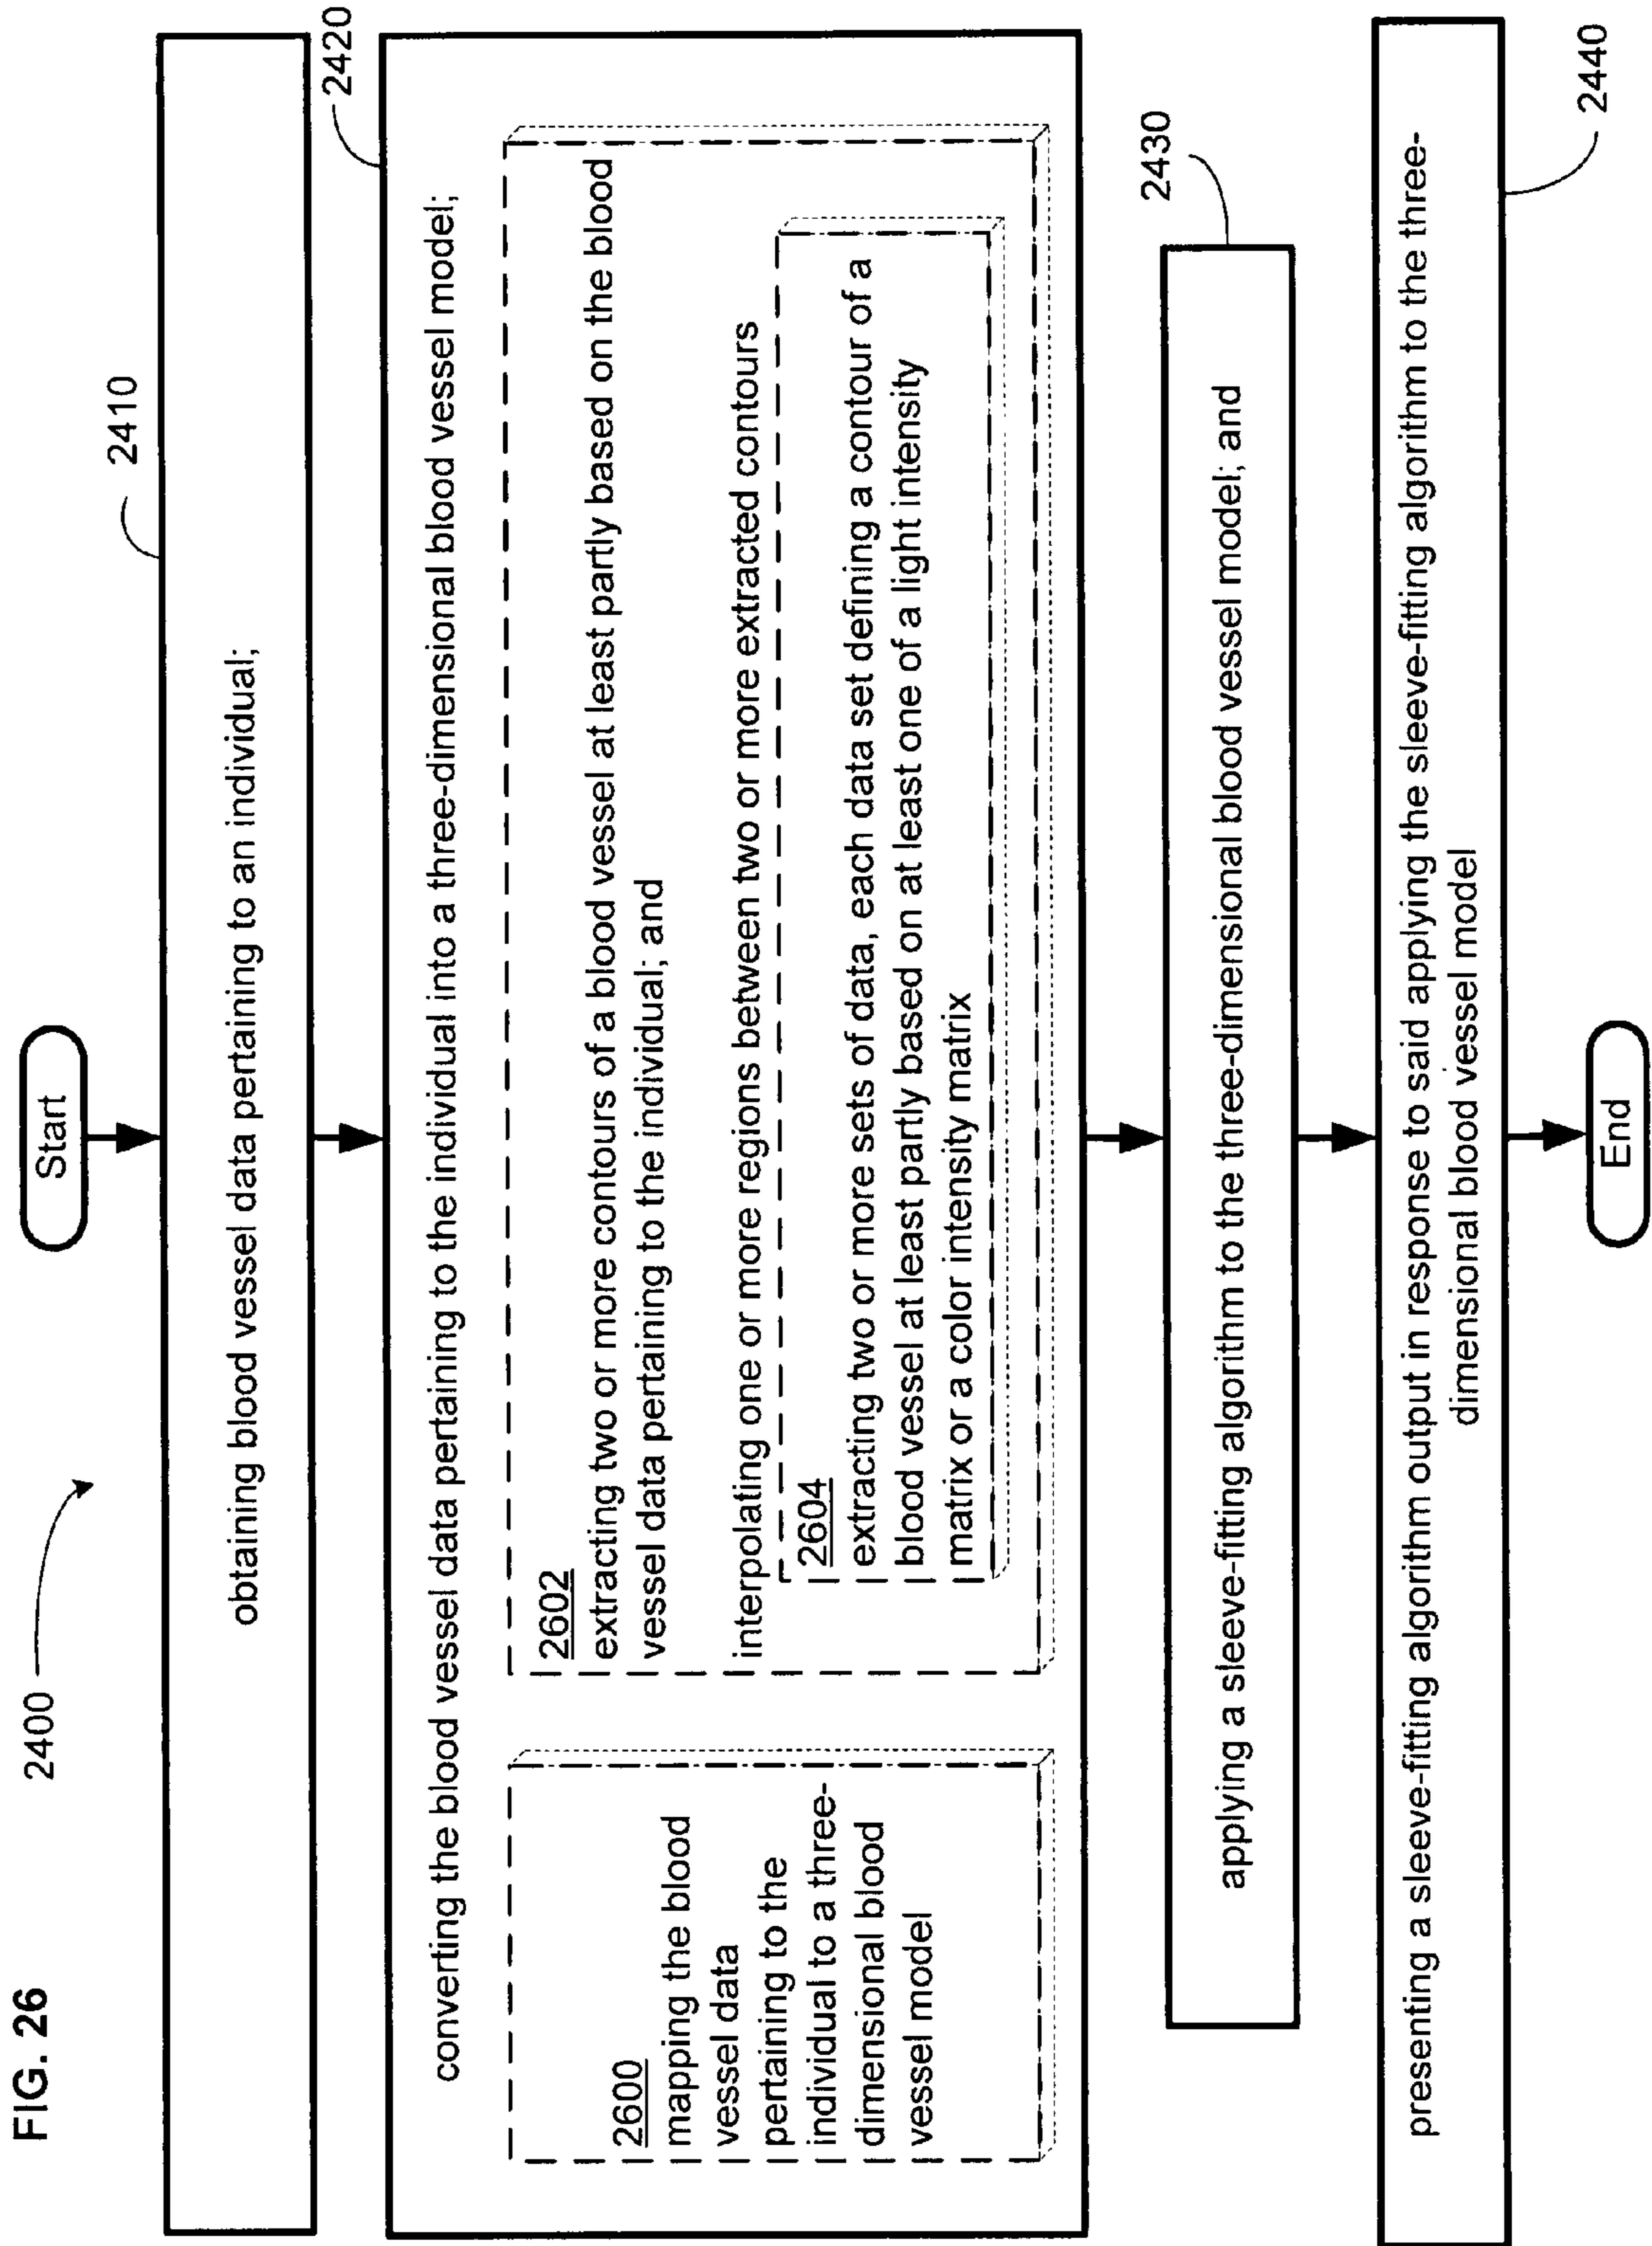 FIG. 26
2400
Start
2410
obtaining blood vessel data pertaining to an individual;
2420
converting the blood vessel data pertaining to the individual into a three-dimensional blood vessel model;
2600
mapping the blood
vessel data
pertaining to the
individual to a three-
dimensional blood
vessel model
2602
extracting two or more contours of a blood vessel at least partly based on the blood
vessel data pertaining to the individual; and
interpolating one or more regions between two or more extracted contours
2604
extracting two or more sets of data, each data set defining a contour of a
blood vessel at least partly based on at least one of a light intensity
matrix or a color intensity matrix
2430
applying a sleeve-fitting algorithm to the three-dimensional blood vessel model; and
2440
presenting a sleeve-fitting algorithm output in response to said applying the sleeve-fitting algorithm to the three-
dimensional blood vessel model
End